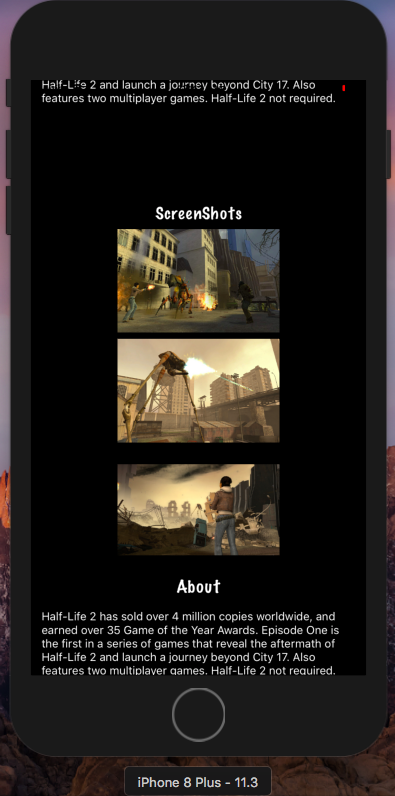 Half-Life 2 and launch a journey beyond City 17. Also
features two multiplayer games. Half-Life 2 not required.
ScreenShots
About
Half-Life 2 has sold over 4 million copies worldwide, and
earned over 35 Game of the Year Awards. Episode One is
the first in a series of games that reveal the aftermath of
Half-Life 2 and launch a journey beyond City 17. Also
features two multiplayer games. Half-Life 2 not required.
iPhone 8 Plus - 11.3